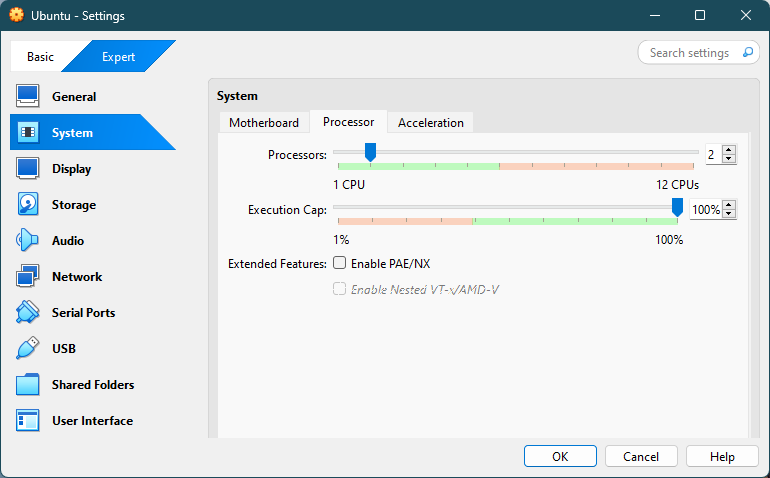 Ubuntu - Settings
Basic Expert
Search settings
General
System
Display
Storage
Audio
Network
Serial Ports
USB
Shared Folders
User Interface
System
Motherboard Processor Acceleration
Processors: 2
1 CPU 12 CPUs
Execution Cap: 100%
1% 100%
Extended Features: Enable PAE/NX
Enable Nested VT-x/AMD-V
OK Cancel Help